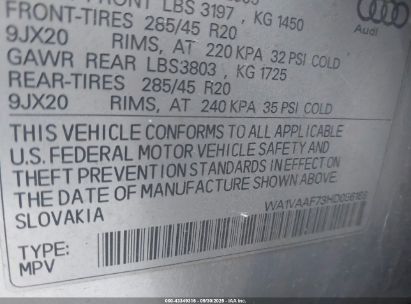 FRONT LBS 3197 , KG 1450
FRONT-TIRES 285/45 R20
9JX20 RIMS, AT 220 KPA 32 PSI COLD
GAWR REAR LBS3803 , KG 1725
REAR-TIRES 285/45 R20
9JX20 RIMS, AT 240 KPA 35 PSI COLD
Audi
THIS VEHICLE CONFORMS TO ALL APPLICABLE
U.S. FEDERAL MOTOR VEHICLE SAFETY AND
THEFT PREVENTION STANDARDS IN EFFECT ON
THE DATE OF MANUFACTURE SHOWN ABOVE.
SLOVAKIA
TYPE:
MPV